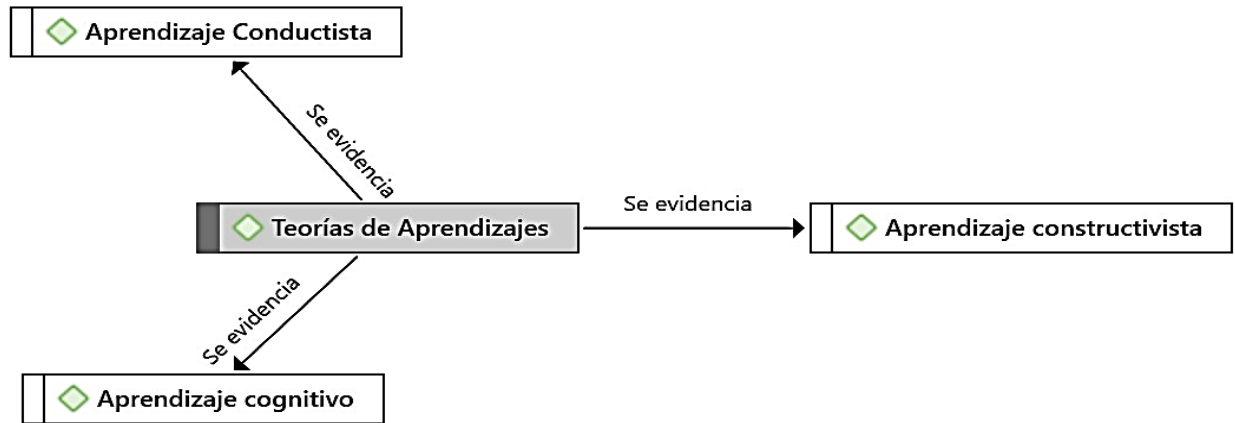 Aprendizaje Conductista
Se evidencia
Teorías de Aprendizajes
Se evidencia
Aprendizaje constructivista
Se evidencia
Aprendizaje cognitivo